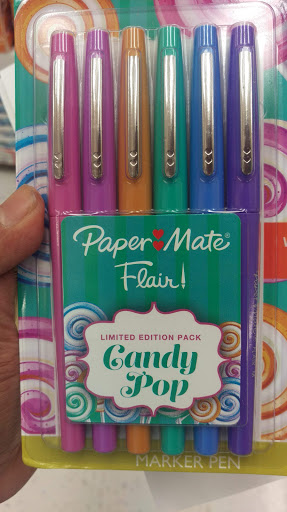 Paper Mate®
Flair!
LIMITED EDITION PACK
Candy
Pop
MARKER PEN